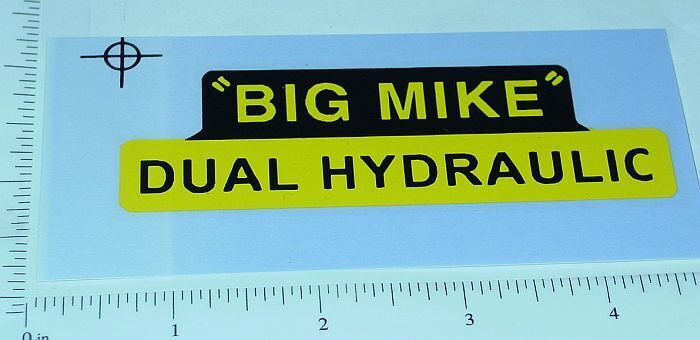 "BIG MIKE"
DUAL HYDRAULIC
0 in 1 2 3 4